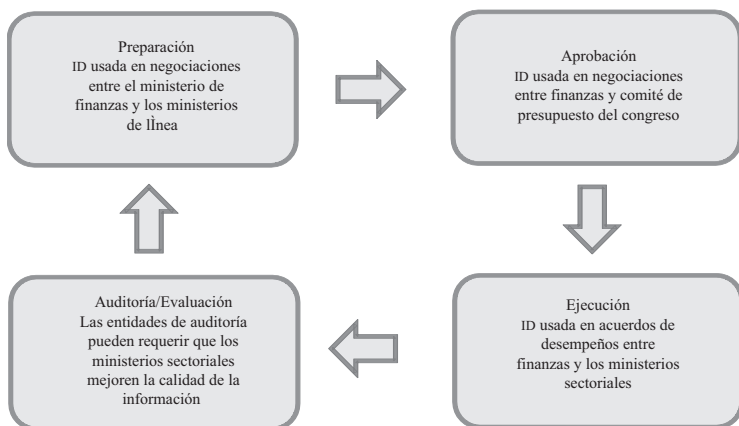 Preparación
ID usada en negociaciones
entre el ministerio de
finanzas y los ministerios
de lÌnea
Aprobación
ID usada en negociaciones
entre finanzas y comité de
presupuesto del congreso
Ejecución
ID usada en acuerdos de
desempeños entre
finanzas y los ministerios
sectoriales
Auditoría/Evaluación
Las entidades de auditoría
pueden requerir que los
ministerios sectoriales
mejoren la calidad de la
información